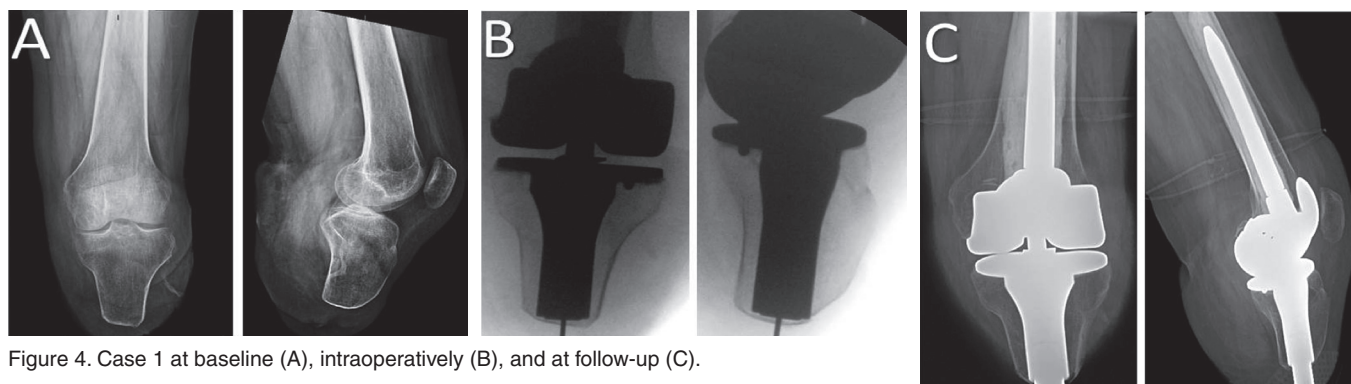 A
B
C
Figure 4. Case 1 at baseline (A), intraoperatively (B), and at follow-up (C).